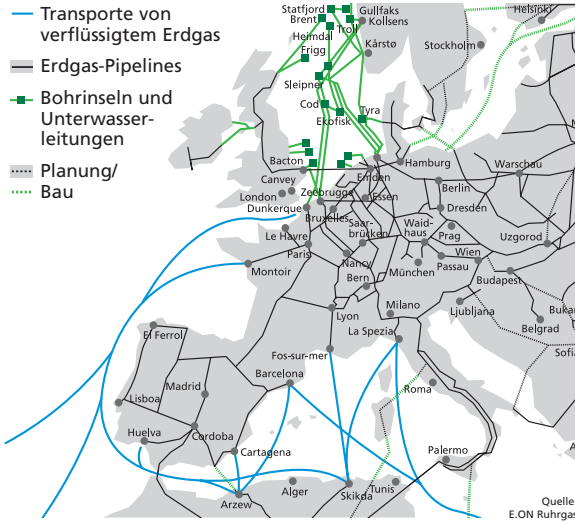 Transporte von
verflüssigtem Erdgas
Erdgas-Pipelines
Bohrinseln und
Unterwasser-
leitungen
Planung/
Bau
Statfjord
Brent
Gullfaks
Kollsens
Helsinki
Heimdal
Troll
Kårstø
Stockholm
Frigg
Sleipner
Cod
Ekofisk
Tyra
Bacton
Canvey
London
Zeebrugge
Dunkerque
Bruxelles
Emden
Essen
Hamburg
Warschau
Berlin
Dresden
Le Havre
Saar-
brücken
Waid-
haus
Prag
Uzgorod
Paris
Nancy
Wien
Montoir
Bern
München
Passau
Budapest
Lyon
Milano
Ljubljana
Buka
La Spezia
Belgrad
El Ferrol
Fos-sur-mer
Sofia
Barcelona
Madrid
Roma
Lisboa
Huelva
Cordoba
Cartagena
Palermo
A
Alger
Skikda
Tunis
Arzew
Quelle
E.ON Ruhrgas